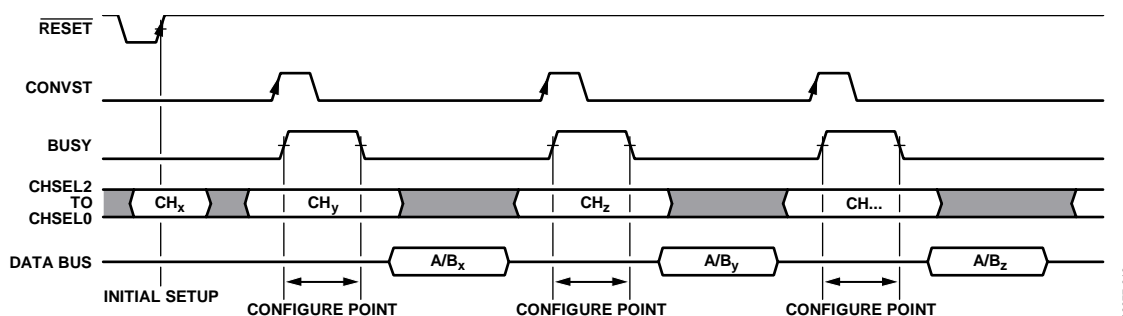 RESET
CONVST
BUSY
CHSEL2
TO
CHSEL0
CHx
CHy
CHz
CH...
DATA BUS
A/Bx
A/By
A/Bz
INITIAL SETUP
CONFIGURE POINT
CONFIGURE POINT
CONFIGURE POINT